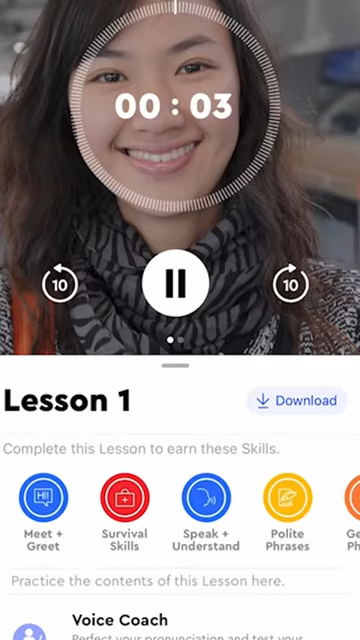 00 : 03
10
10
Lesson 1
Download
Complete this Lesson to earn these Skills.
HI!
Meet +
Greet
Survival
Skills
Speak +
Understand
Polite
Phrases
Ge
Ph
Practice the contents of this Lesson here.
Voice Coach
Perfect your pronunciation and test your